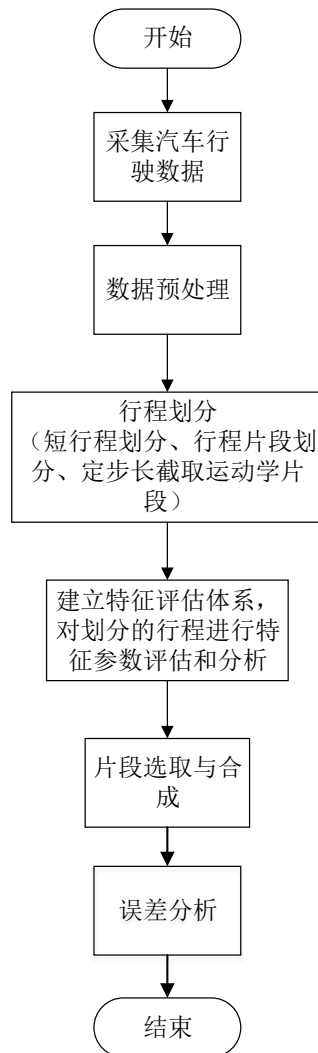 开始
采集汽车行
驶数据
数据预处理
行程划分
（短行程划分、行程片段划
分、定步长截取运动学片
段）
建立特征评估体系，
对划分的行程进行特
征参数评估和分析
片段选取与合
成
误差分析
结束